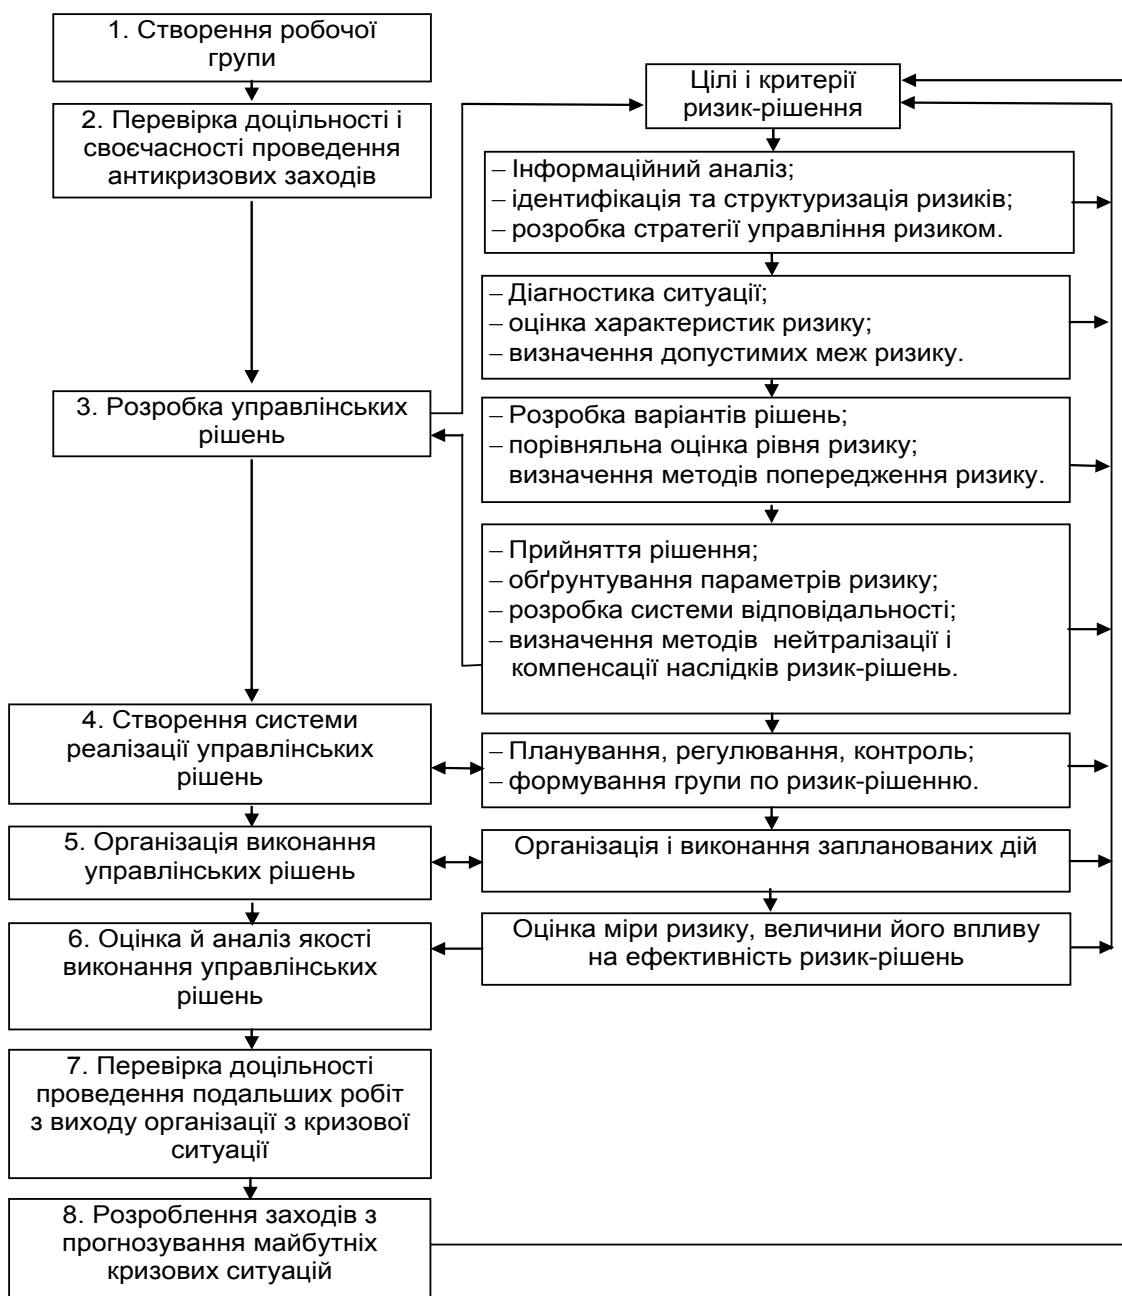 1. Створення робочої
групи
2. Перевірка доцільності і
своєчасності проведення
антикризових заходів
3. Розробка управлінських
рішень
4. Створення системи
реалізації управлінських
рішень
5. Організація виконання
управлінських рішень
6. Оцінка й аналіз якості
виконання управлінських
рішень
7. Перевірка доцільності
проведення подальших робіт
з виходу організації з кризової
ситуації
8. Розроблення заходів з
прогнозування майбутніх
кризових ситуацій
Цілі і критерії
ризик-рішення
– Інформаційний аналіз;
– ідентифікація та структуризація ризиків;
– розробка стратегії управління ризиком.
– Діагностика ситуації;
– оцінка характеристик ризику;
– визначення допустимих меж ризику.
– Розробка варіантів рішень;
– порівняльна оцінка рівня ризику;
визначення методів попередження ризику.
– Прийняття рішення;
– обґрунтування параметрів ризику;
– розробка системи відповідальності;
– визначення методів нейтралізації і
компенсації наслідків ризик-рішень.
– Планування, регулювання, контроль;
– формування групи по ризик-рішенню.
Організація і виконання запланованих дій
Оцінка міри ризику, величини його впливу
на ефективність ризик-рішень